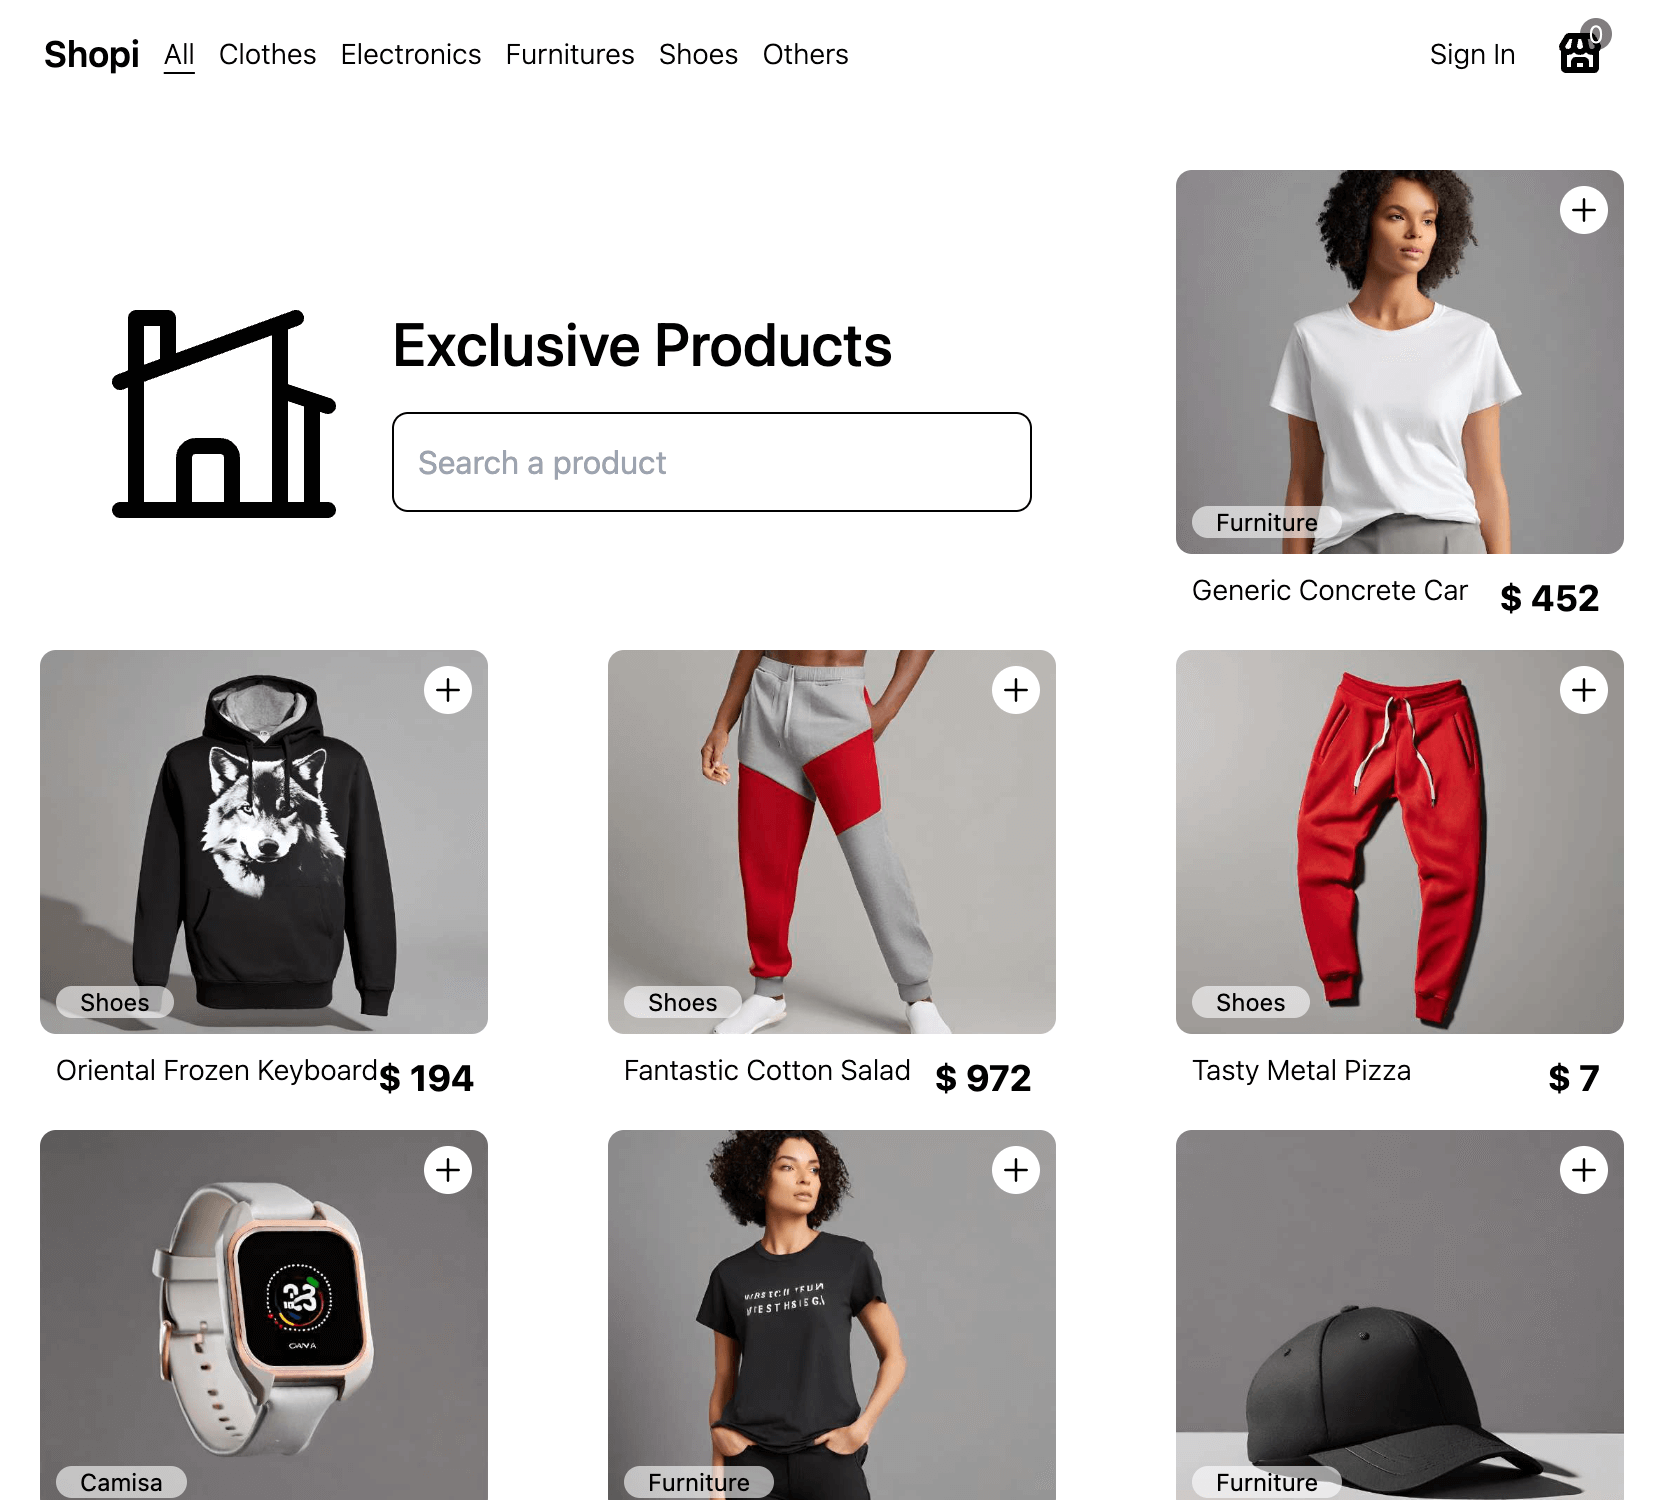 Shopi All Clothes Electronics Furnitures Shoes Others Sign In 0
Exclusive Products
Search a product
Furniture
Generic Concrete Car $ 452
Shoes
Oriental Frozen Keyboard $ 194
Shoes
Fantastic Cotton Salad $ 972
Shoes
Tasty Metal Pizza $ 7
Camisa
Furniture
Furniture